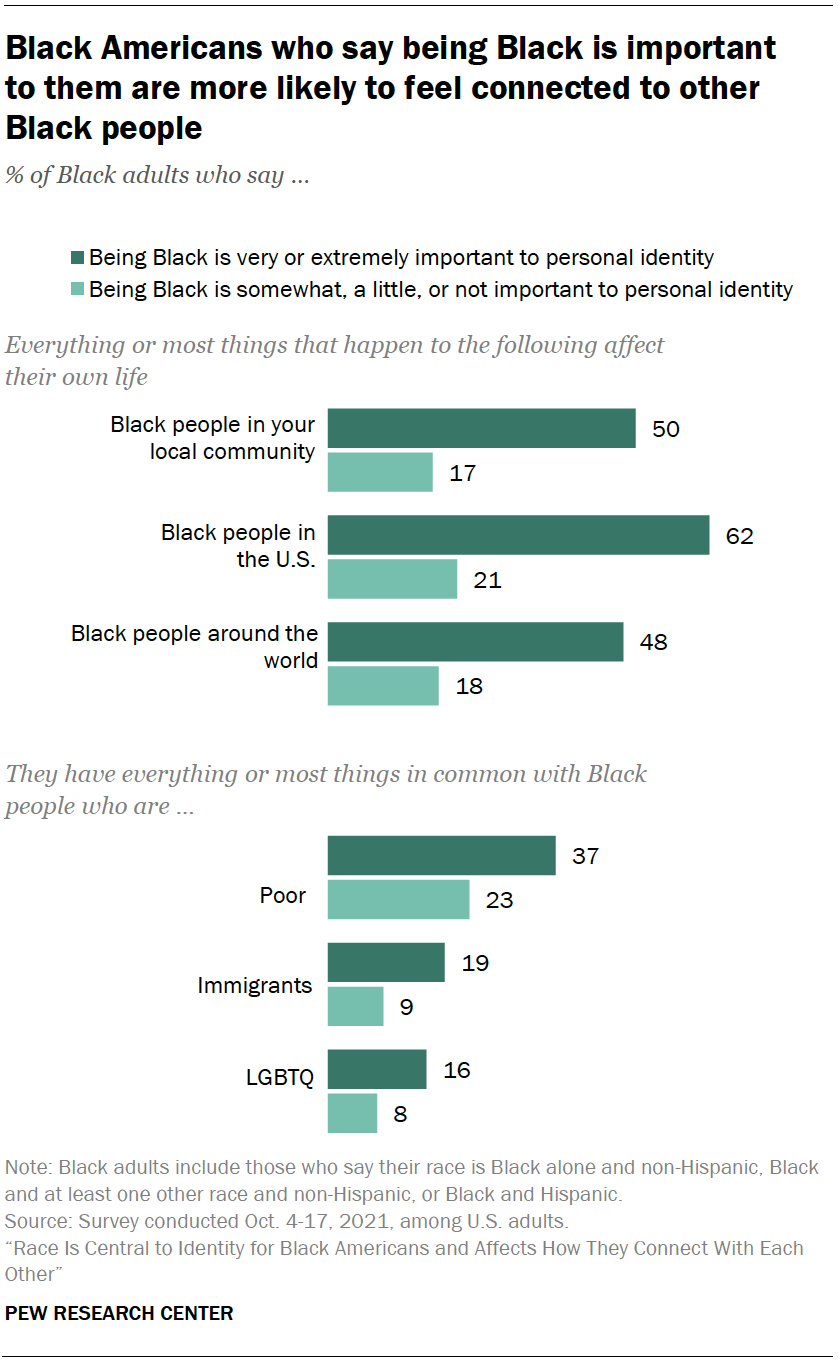 Black Americans who say being Black is important
to them are more likely to feel connected to other
Black people
% of Black adults who say ...
Being Black is very or extremely important to personal identity
Being Black is somewhat, a little, or not important to personal identity
Everything or most things that happen to the following affect
their own life
Black people in your
local community
50
17
Black people in
the U.S.
62
21
Black people around the
world
48
18
They have everything or most things in common with Black
people who are ...
Poor
37
23
Immigrants
19
9
LGBTQ
16
8
Note: Black adults include those who say their race is Black alone and non-Hispanic, Black
and at least one other race and non-Hispanic, or Black and Hispanic.
Source: Survey conducted Oct. 4-17, 2021, among U.S. adults.
“Race Is Central to Identity for Black Americans and Affects How They Connect With Each
Other”
PEW RESEARCH CENTER